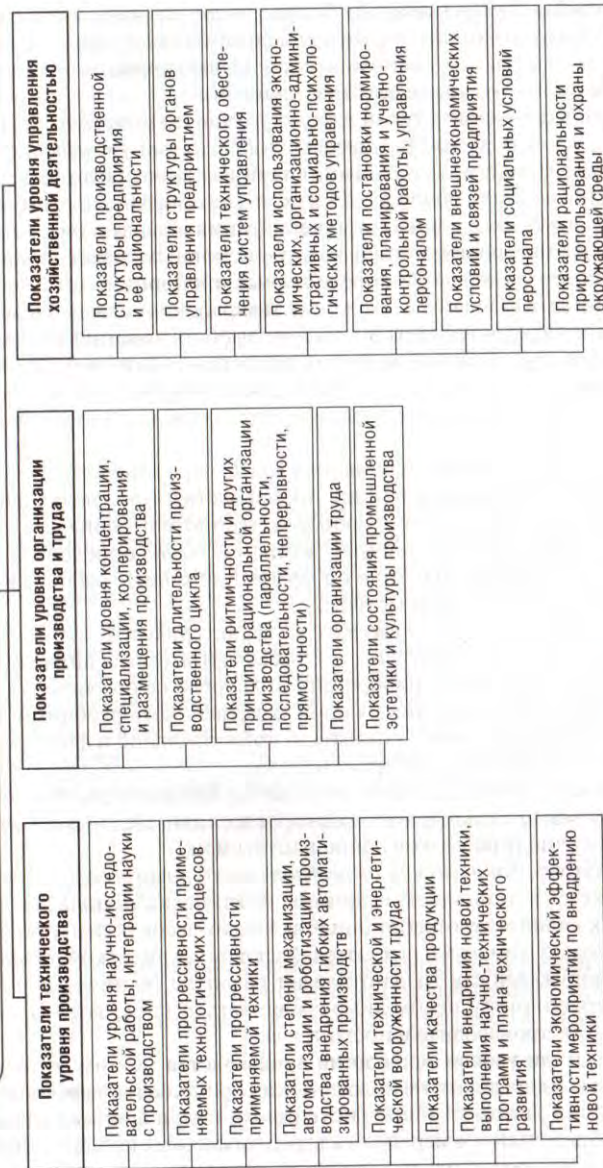 Показатели технического
уровня производства
Показатели уровня научно-исследо-
вательской работы, интеграции науки
с производством
Показатели прогрессивности приме-
няемых технологических процессов
Показатели прогрессивности
применяемой техники
Показатели степени механизации,
автоматизации и роботизации произ-
водства, внедрения гибких автомати
зированных производств
Показатели технической и энергети-
ческой вооруженности труда
Показатели качества продукции
Показатели внедрения новой техники,
выполнения научно-технических
программ и плана технического
развития
Показатели экономической эффек-
тивности мероприятий по внедрению
новой техники
Показатели уровня организации
производства и труда
Показатели уровня концентрации,
специализации, кооперирования
и размещения производства
Показатели длительности произ-
водственного цикла
Показатели ритмичности и других
принципов рациональной организации
производства (параллельности,
последовательности, непрерывности,
прямоточности)
Показатели организации труда
Показатели состояния промышленной
эстетики и культуры производства
Показатели уровня управления
хозяйственной деятельностью
Показатели производственной
структуры предприятия
и ее рациональности
Показатели структуры органов
управления предприятием
Показатели технического обеспе-
чения систем управления
Показатели использования эконо-
мических, организационно-админи-
стративных и социально-психоло-
гических методов управления
Показатели постановки нормиро-
вания, планирования и учетно-
контрольной работы, управления
персоналом
Показатели внешнеэкономических
условий и связей предприятия
Показатели социальных условий
персонала
Показатели рациональности
природопользования и охраны
окружающей среды